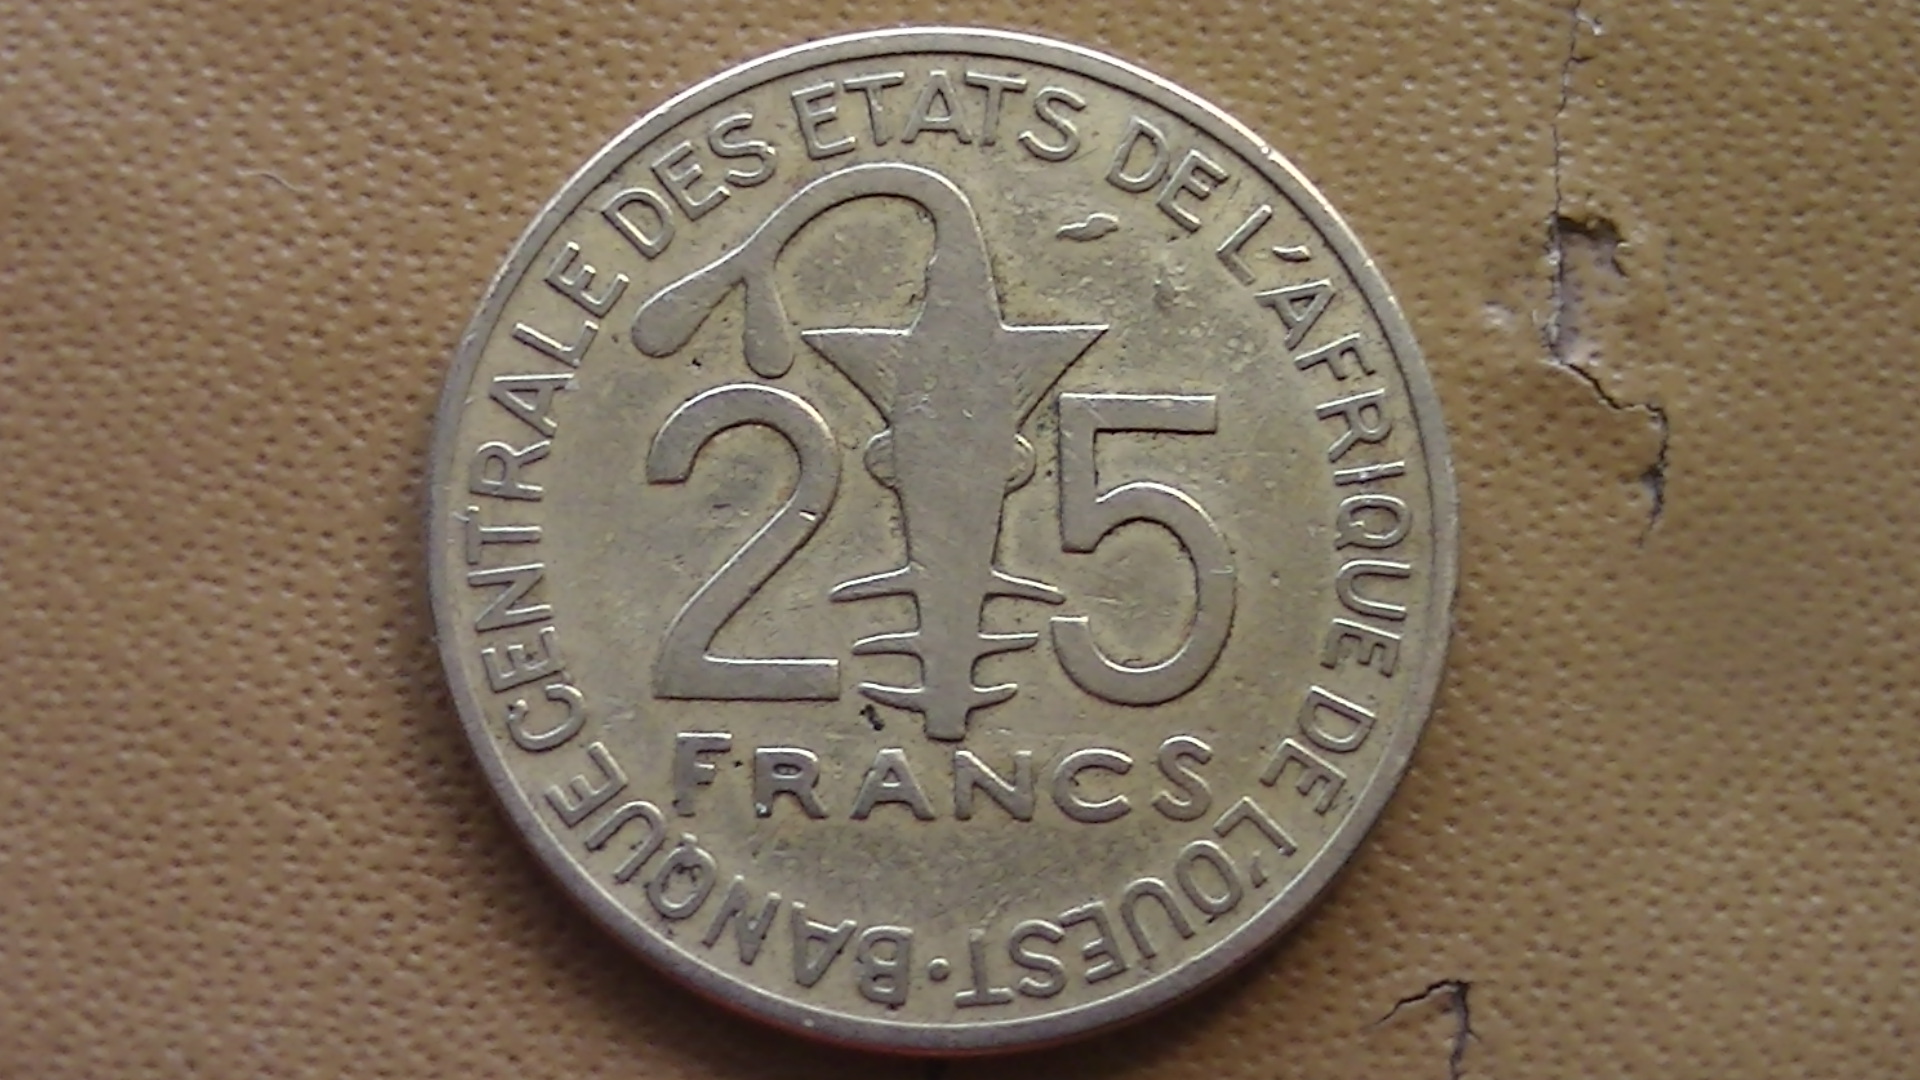 BANQUE CENTRALE DES ETATS DE L'AFRIQUE DE L'OUEST ·
25
FRANCS